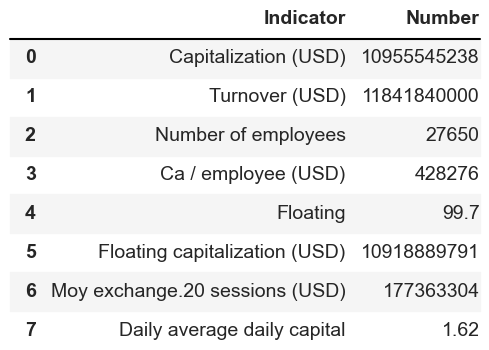 Indicator Number
0 Capitalization (USD) 10955545238
1 Turnover (USD) 11841840000
2 Number of employees 27650
3 Ca / employee (USD) 428276
4 Floating 99.7
5 Floating capitalization (USD) 10918889791
6 Moy exchange.20 sessions (USD) 177363304
7 Daily average daily capital 1.62